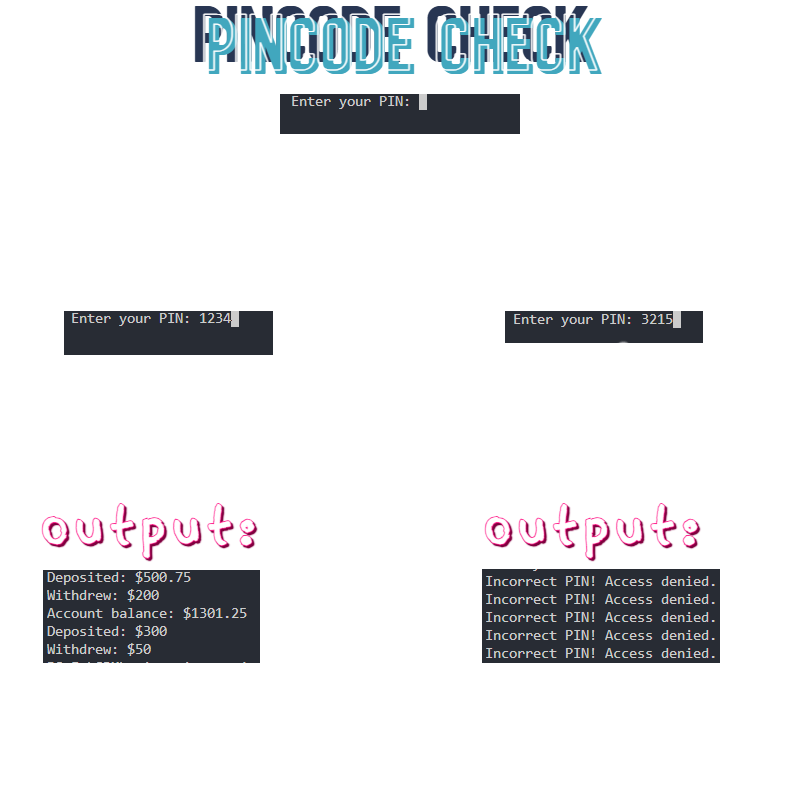 PINCODE CHECK
Enter your PIN:
Enter your PIN: 1234
Enter your PIN: 3215
output:
output:
Deposited: $500.75
Withdrew: $200
Account balance: $1301.25
Deposited: $300
Withdrew: $50
Incorrect PIN! Access denied.
Incorrect PIN! Access denied.
Incorrect PIN! Access denied.
Incorrect PIN! Access denied.
Incorrect PIN! Access denied.